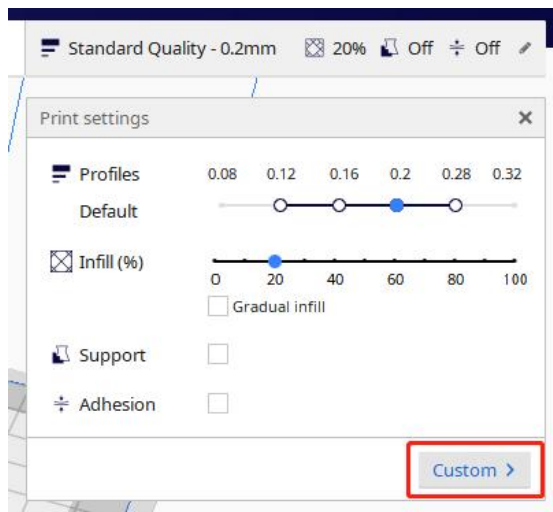 Standard Quality - 0.2mm 20% Off Off
Print settings
Profiles 0.08 0.12 0.16 0.2 0.28 0.32
Default
Infill (%)
0 20 40 60 80 100
Gradual infill
Support
Adhesion
Custom